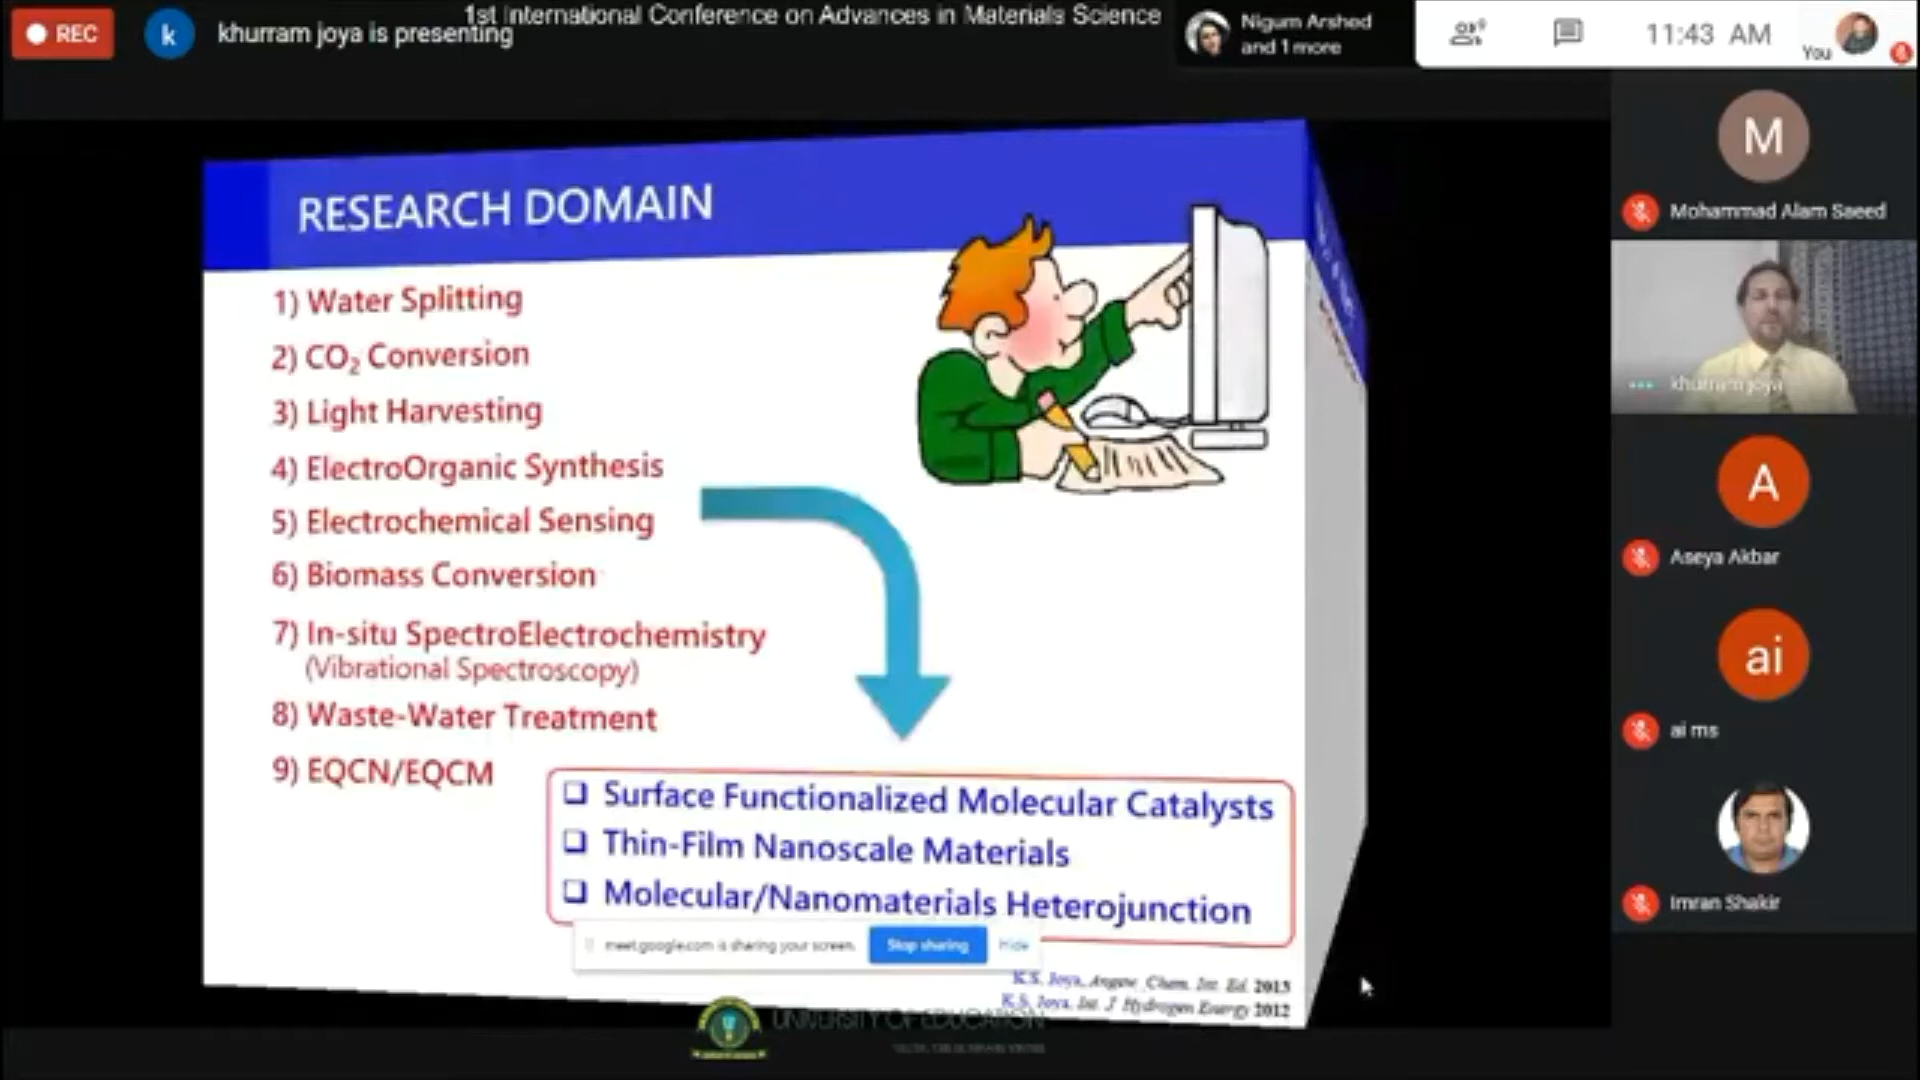 1st International Conference on Advances in Materials Science
REC
k
khurram joya is presenting
Nigum Arshed
and 1 more
11:43 AM
You
RESEARCH DOMAIN
1) Water Splitting
2) CO₂ Conversion
3) Light Harvesting
4) ElectroOrganic Synthesis
5) Electrochemical Sensing
6) Biomass Conversion
7) In-situ SpectroElectrochemistry
(Vibrational Spectroscopy)
8) Waste-Water Treatment
9) EQCN/EQCM
❑ Surface Functionalized Molecular Catalysts
❑ Thin-Film Nanoscale Materials
❑ Molecular/Nanomaterials Heterojunction
meet.google.com is sharing your screen.
Stop sharing
Hide
K.S. Joya, Angew. Chem. Int. Ed. 2013
K.S. Joya, Int. J Hydrogen Energy 2012
UNIVERSITY OF EDUCATION
M
Mohammad Alam Saeed
khurram joya
A
Aseya Akbar
ai
ai ms
Imran Shakir